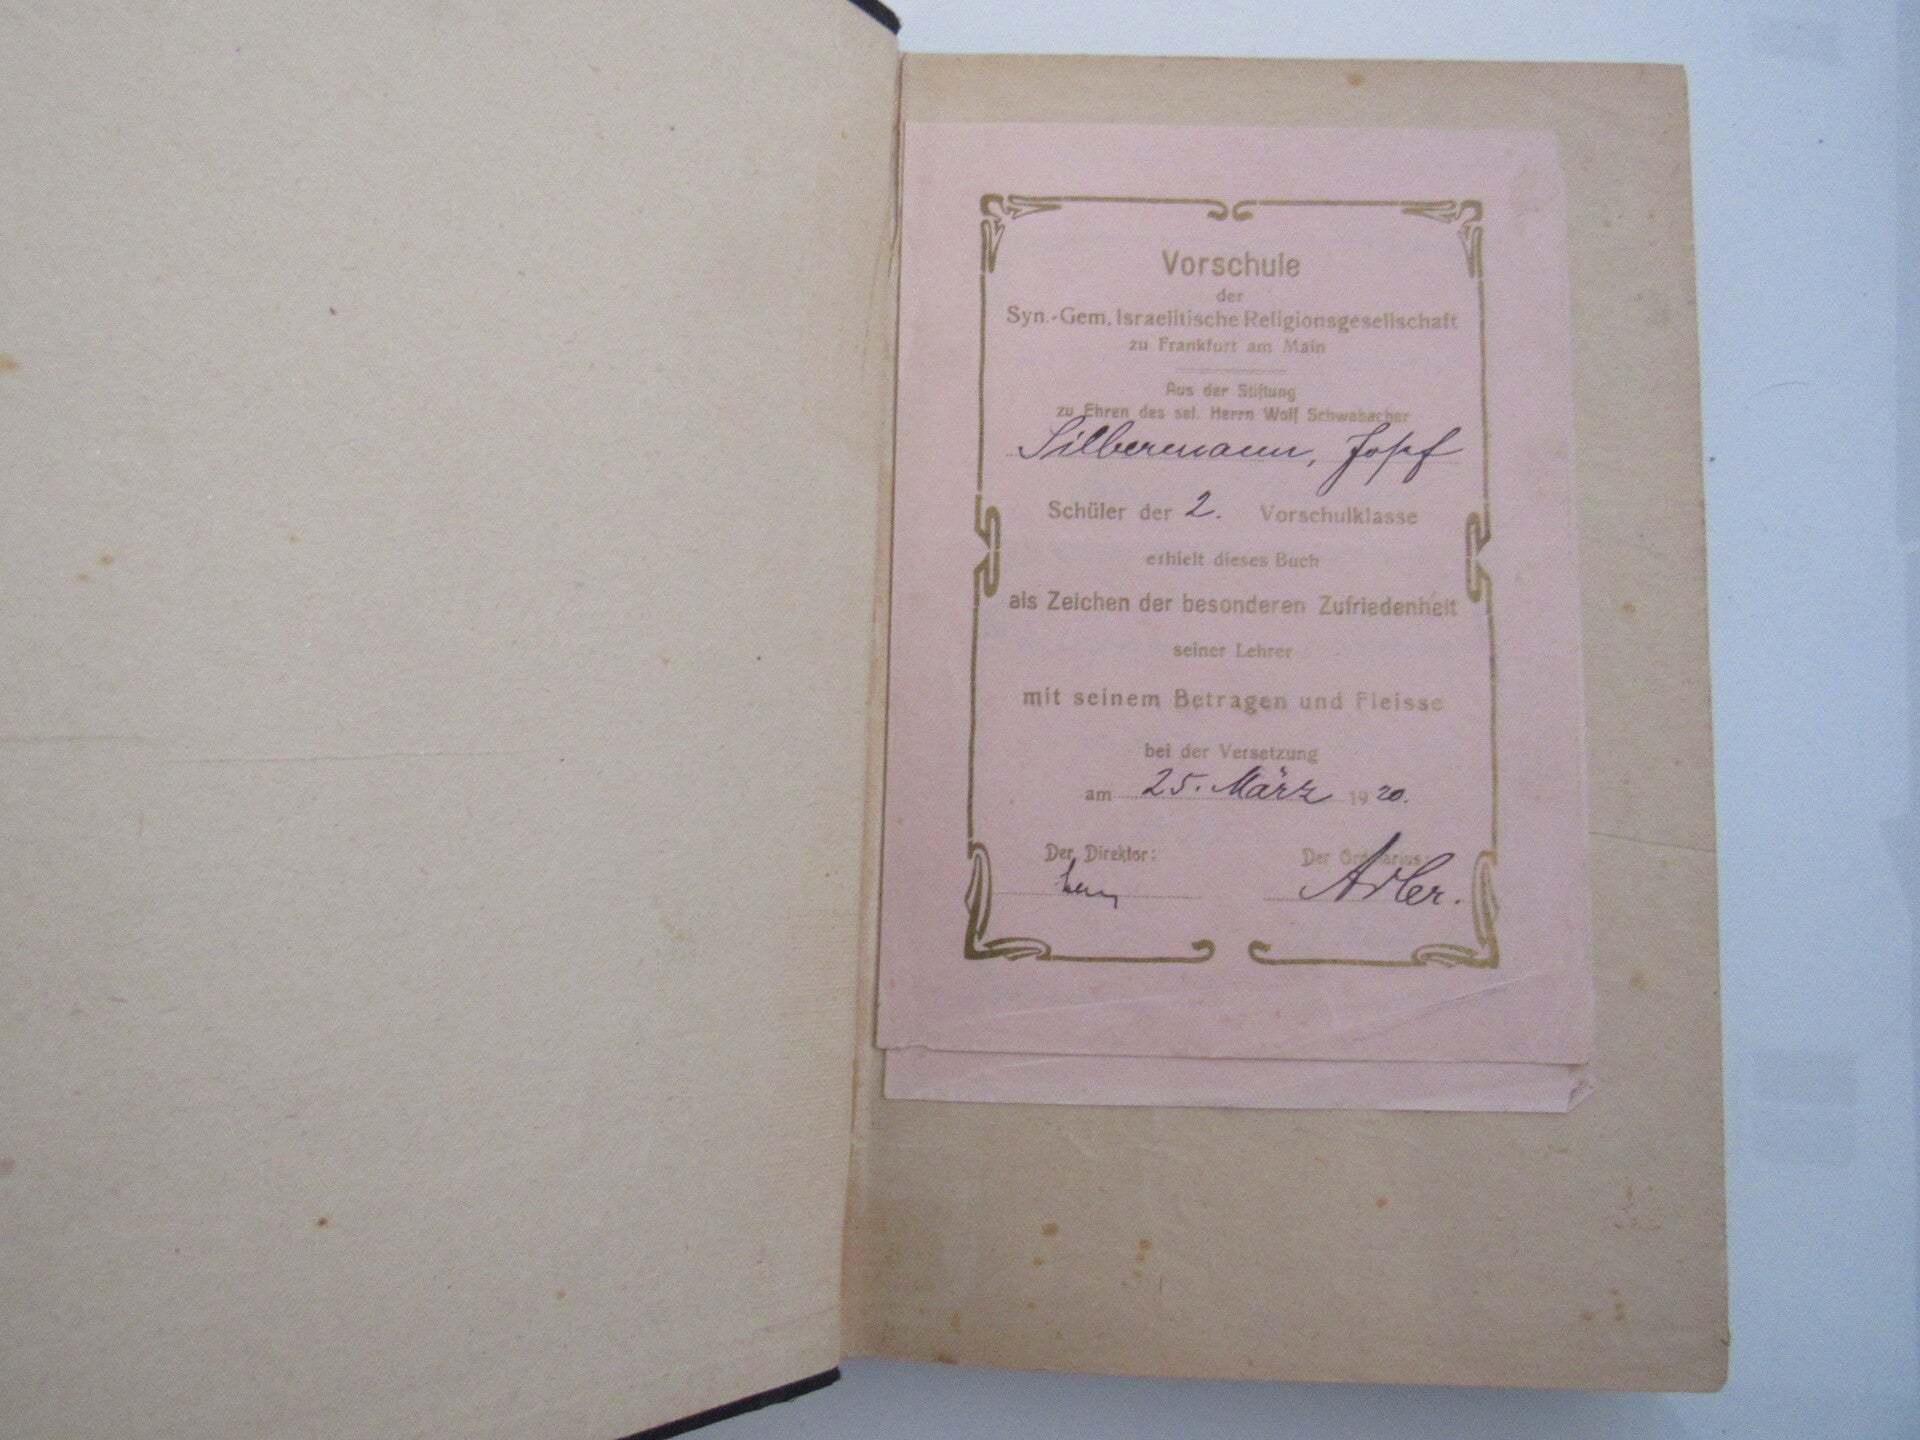 Vorschule
der
Syn.-Gem. Israelitische Religionsgesellschaft
zu Frankfurt am Main
Aus der Stiftung
zu Ehren des sel. Herrn Wolf Schwabacher
Silbermann, Josef
Schüler der 2. Vorschulklasse
erhielt dieses Buch
als Zeichen der besonderen Zufriedenheit
seiner Lehrer
mit seinem Betragen und Fleisse
bei der Versetzung
am 25. März 1920.
Der Direktor: Der Ordinarius
Adler.